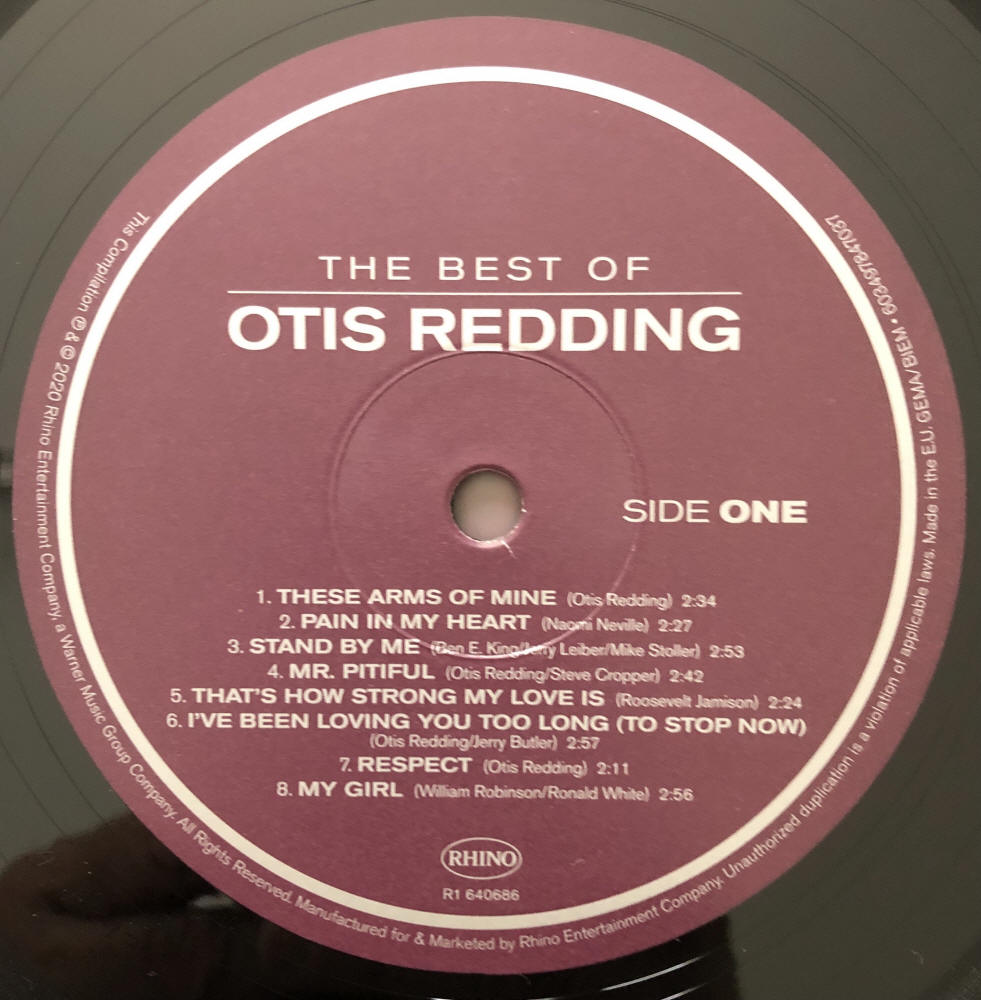 THE BEST OF
OTIS REDDING
SIDE ONE
1. THESE ARMS OF MINE (Otis Redding) 2:34
2. PAIN IN MY HEART (Naomi Neville) 2:27
3. STAND BY ME (Ben E. King/Jerry Leiber/Mike Stoller) 2:53
4. MR. PITIFUL (Otis Redding/Steve Cropper) 2:42
5. THAT'S HOW STRONG MY LOVE IS (Roosevelt Jamison) 2:24
6. I'VE BEEN LOVING YOU TOO LONG (TO STOP NOW)
(Otis Redding/Jerry Butler) 2:57
7. RESPECT (Otis Redding) 2:11
8. MY GIRL (William Robinson/Ronald White) 2:56
RHINO
R1 640686
This Compilation ℗ & © 2020 Rhino Entertainment Company, a Warner Music Group Company. All Rights Reserved. Manufactured for & Marketed by Rhino Entertainment Company. Unauthorized duplication is a violation of applicable laws. Made in the E.U. GEMA/BIEM • 603497847037